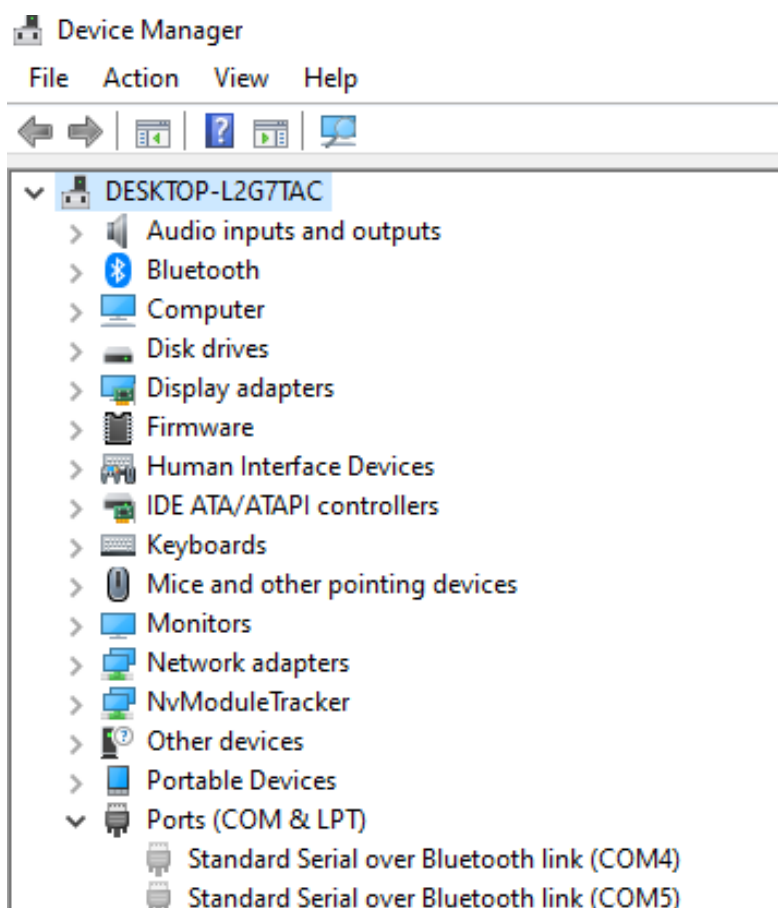 Device Manager
File Action View Help
DESKTOP-L2G7TAC
Audio inputs and outputs
Bluetooth
Computer
Disk drives
Display adapters
Firmware
Human Interface Devices
IDE ATA/ATAPI controllers
Keyboards
Mice and other pointing devices
Monitors
Network adapters
NvModuleTracker
Other devices
Portable Devices
Ports (COM & LPT)
Standard Serial over Bluetooth link (COM4)
Standard Serial over Bluetooth link (COM5)